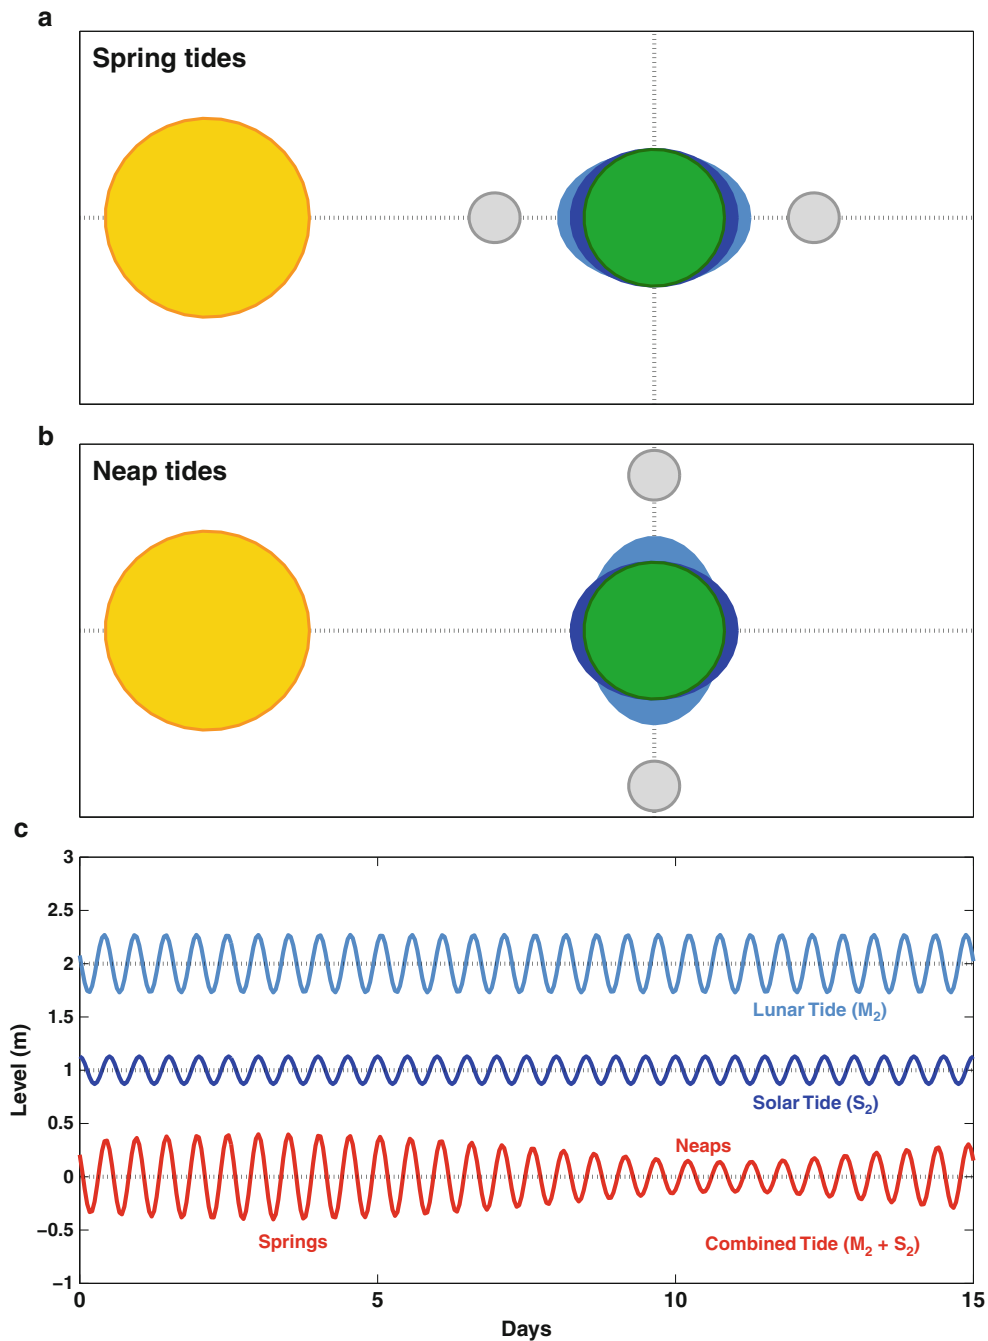 a
Spring tides
b
Neap tides
c
3
2.5
2
1.5
1
0.5
0
−0.5
−1
Level (m)
Lunar Tide (M₂)
Solar Tide (S₂)
Neaps
Springs
Combined Tide (M₂ + S₂)
0 5 10 15
Days